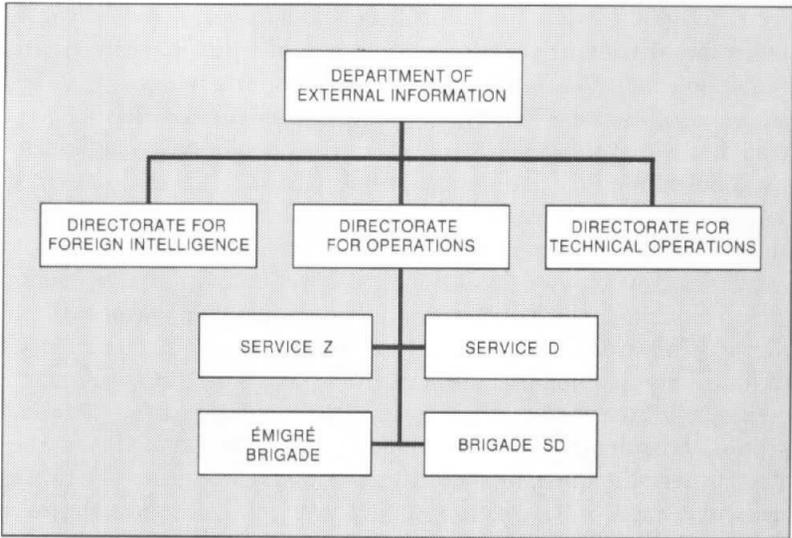 DEPARTMENT OF
EXTERNAL INFORMATION
DIRECTORATE FOR
FOREIGN INTELLIGENCE
DIRECTORATE
FOR OPERATIONS
DIRECTORATE FOR
TECHNICAL OPERATIONS
SERVICE Z
SERVICE D
ÉMIGRÉ
BRIGADE
BRIGADE SD